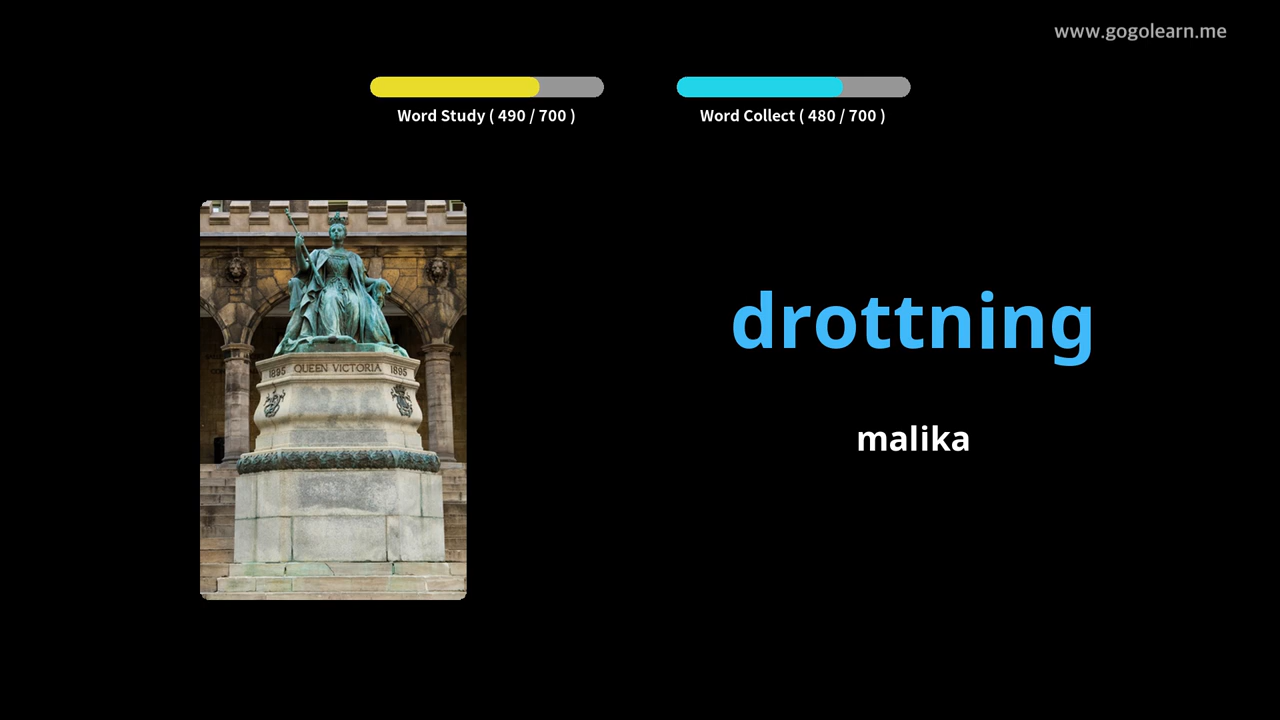 www.gogolearn.me
Word Study ( 490 / 700 )
Word Collect ( 480 / 700 )
1895 QUEEN VICTORIA 1895
drottning
malika